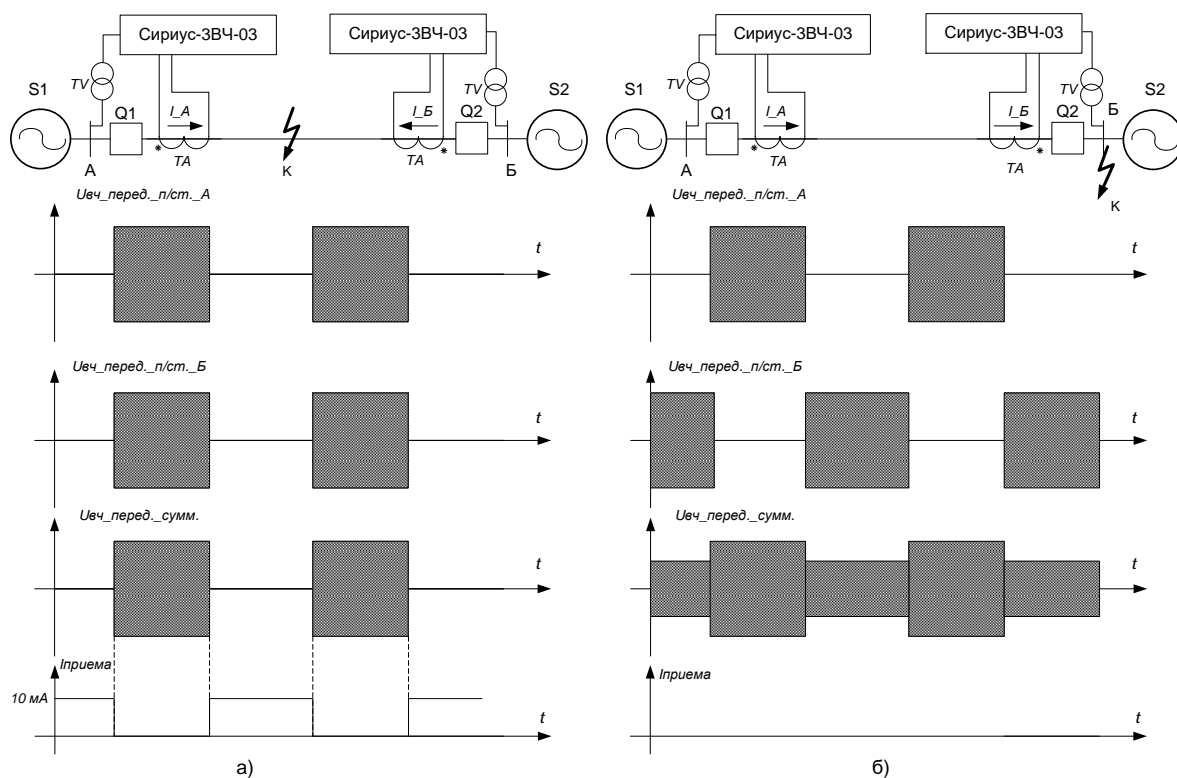 Сириус-3ВЧ-03
Сириус-3ВЧ-03
S1
TV
Q1
I_A
*
TA
А
К
I_Б
TA
*
Q2
TV
Б
S2
Uвч_перед._п/ст._А
t
Uвч_перед._п/ст._Б
t
Uвч_перед._сумм.
t
Iприема
10 мА
t
а)
Сириус-3ВЧ-03
Сириус-3ВЧ-03
S1
TV
Q1
I_A
*
TA
А
I_Б
TA
*
Q2
TV
Б
S2
К
Uвч_перед._п/ст._А
t
Uвч_перед._п/ст._Б
t
Uвч_перед._сумм.
t
Iприема
t
б)